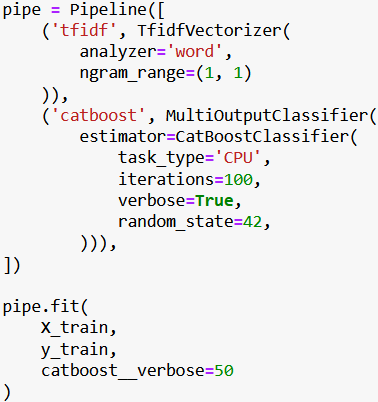 pipe = Pipeline([
    ('tfidf', TfidfVectorizer(
        analyzer='word',
        ngram_range=(1, 1)
    )),
    ('catboost', MultiOutputClassifier(
        estimator=CatBoostClassifier(
            task_type='CPU',
            iterations=100,
            verbose=True,
            random_state=42,
        ))),
])

pipe.fit(
    X_train,
    y_train,
    catboost__verbose=50
)